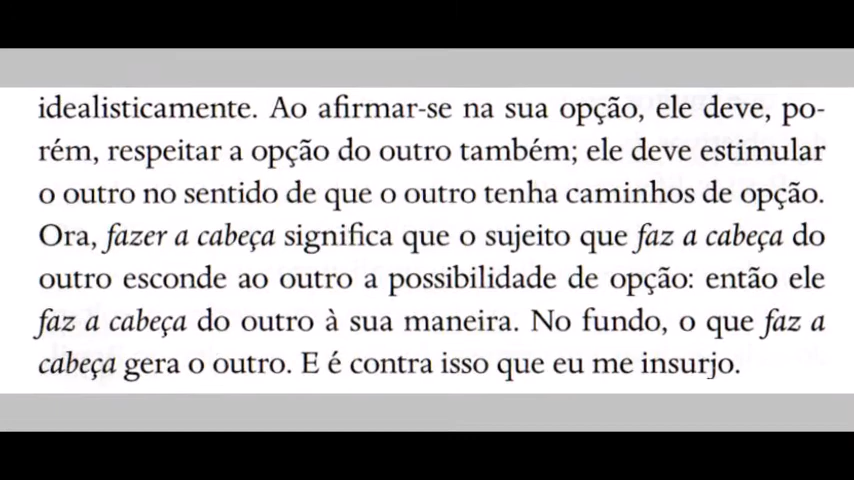 idealisticamente. Ao afirmar-se na sua opção, ele deve, po-
rém, respeitar a opção do outro também; ele deve estimular
o outro no sentido de que o outro tenha caminhos de opção.
Ora, fazer a cabeça significa que o sujeito que faz a cabeça do
outro esconde ao outro a possibilidade de opção: então ele
faz a cabeça do outro à sua maneira. No fundo, o que faz a
cabeça gera o outro. E é contra isso que eu me insurjo.